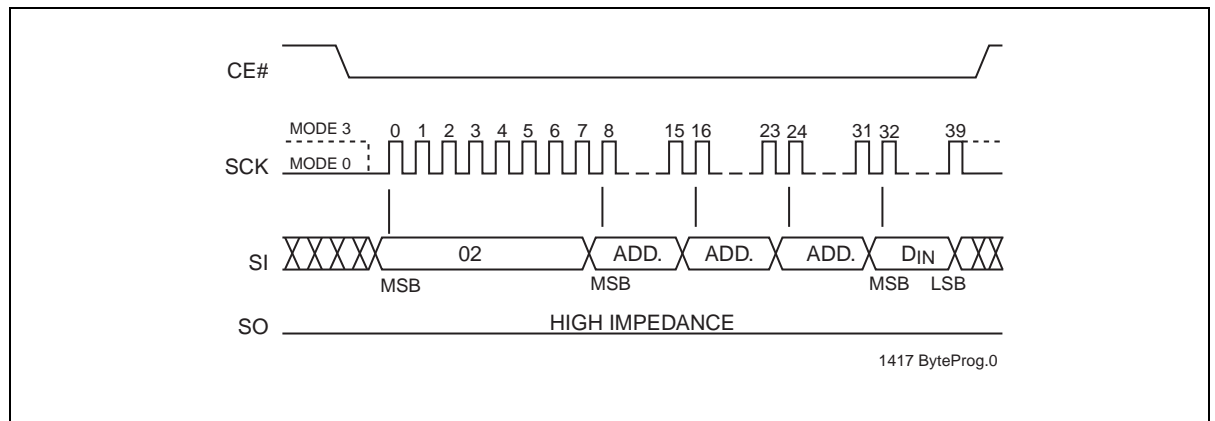 CE#
MODE 3
0 1 2 3 4 5 6 7 8 15 16 23 24 31 32 39
SCK MODE 0
SI 02 ADD. ADD. ADD. DIN
MSB MSB MSB LSB
SO HIGH IMPEDANCE
1417 ByteProg.0